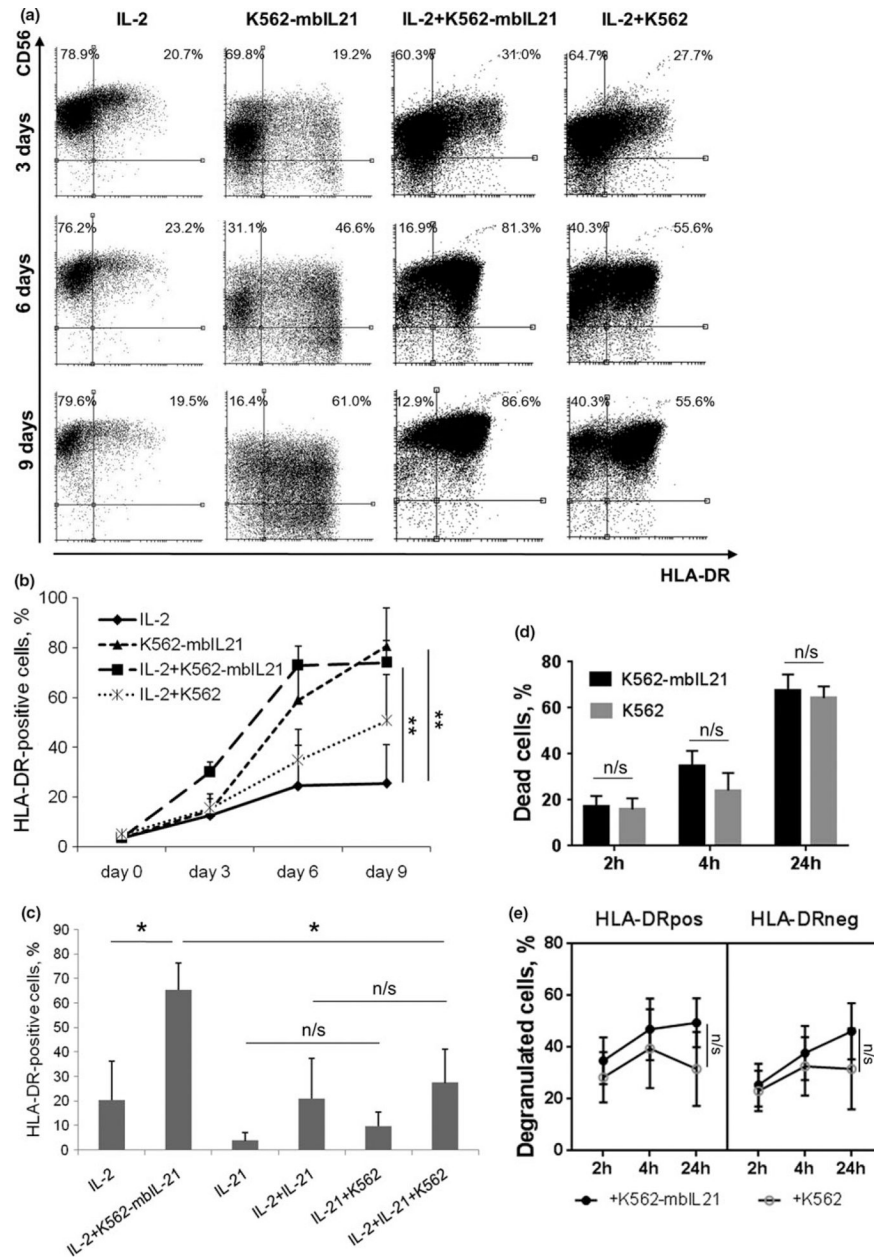 (a)
IL-2 K562-mbIL21 IL-2+K562-mbIL21 IL-2+K562
CD56
3 days
78.9% 20.7% 69.8% 19.2% 60.3% 31.0% 64.7% 27.7%
6 days
76.2% 23.2% 31.1% 46.6% 16.9% 81.3% 40.3% 55.6%
9 days
79.6% 19.5% 16.4% 61.0% 12.9% 86.6% 40.3% 55.6%
HLA-DR
(b)
HLA-DR-positive cells, %
100
80
60
40
20
0
IL-2
K562-mbIL21
IL-2+K562-mbIL21
IL-2+K562
**
**
day 0 day 3 day 6 day 9
(d)
Dead cells, %
80
60
40
20
0
K562-mbIL21
K562
n/s
n/s
n/s
2h 4h 24h
(c)
HLA-DR-positive cells, %
90
80
70
60
50
40
30
20
10
0
*
*
n/s
n/s
IL-2
IL-2+K562-mbIL-21
IL-21
IL-2+IL-21
IL-21+K562
IL-2+IL-21+K562
(e)
HLA-DRpos HLA-DRneg
Degranulated cells, %
80
60
40
20
0
n/s
n/s
2h 4h 24h 2h 4h 24h
+K562-mbIL21 +K562